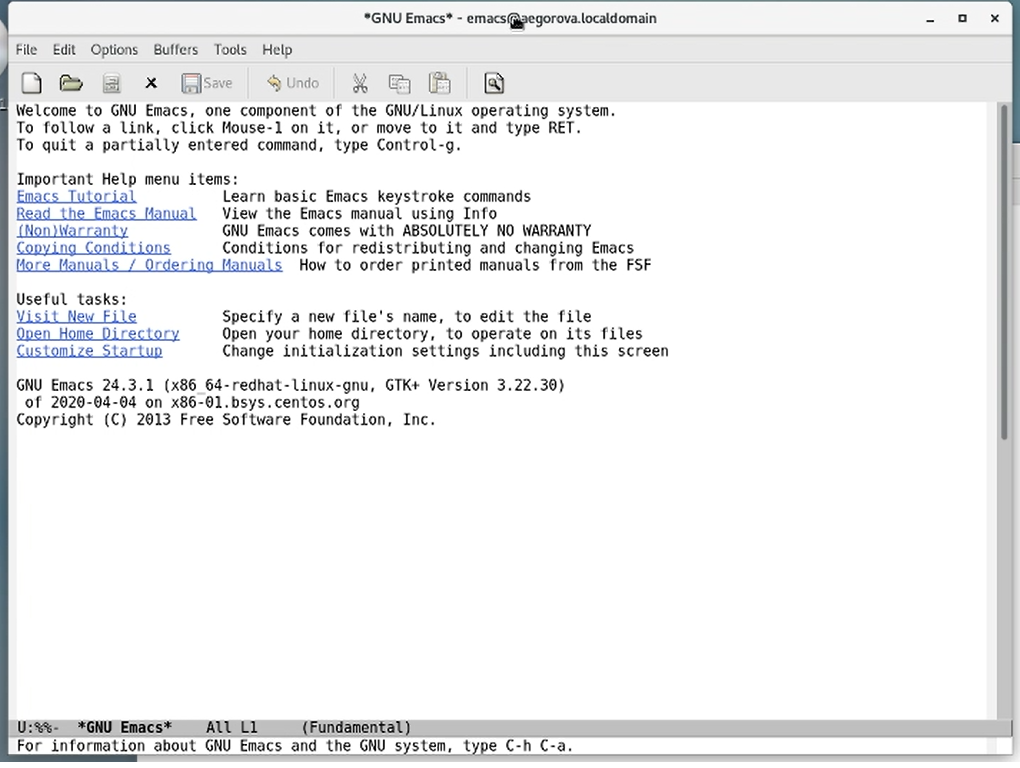 *GNU Emacs* - emacs@aegorova.localdomain
File Edit Options Buffers Tools Help
Save Undo
Welcome to GNU Emacs, one component of the GNU/Linux operating system.
To follow a link, click Mouse-1 on it, or move to it and type RET.
To quit a partially entered command, type Control-g.
Important Help menu items:
Emacs Tutorial Learn basic Emacs keystroke commands
Read the Emacs Manual View the Emacs manual using Info
(Non)Warranty GNU Emacs comes with ABSOLUTELY NO WARRANTY
Copying Conditions Conditions for redistributing and changing Emacs
More Manuals / Ordering Manuals How to order printed manuals from the FSF
Useful tasks:
Visit New File Specify a new file's name, to edit the file
Open Home Directory Open your home directory, to operate on its files
Customize Startup Change initialization settings including this screen
GNU Emacs 24.3.1 (x86_64-redhat-linux-gnu, GTK+ Version 3.22.30)
of 2020-04-04 on x86-01.bsys.centos.org
Copyright (C) 2013 Free Software Foundation, Inc.
U:%%- *GNU Emacs* All L1 (Fundamental)
For information about GNU Emacs and the GNU system, type C-h C-a.